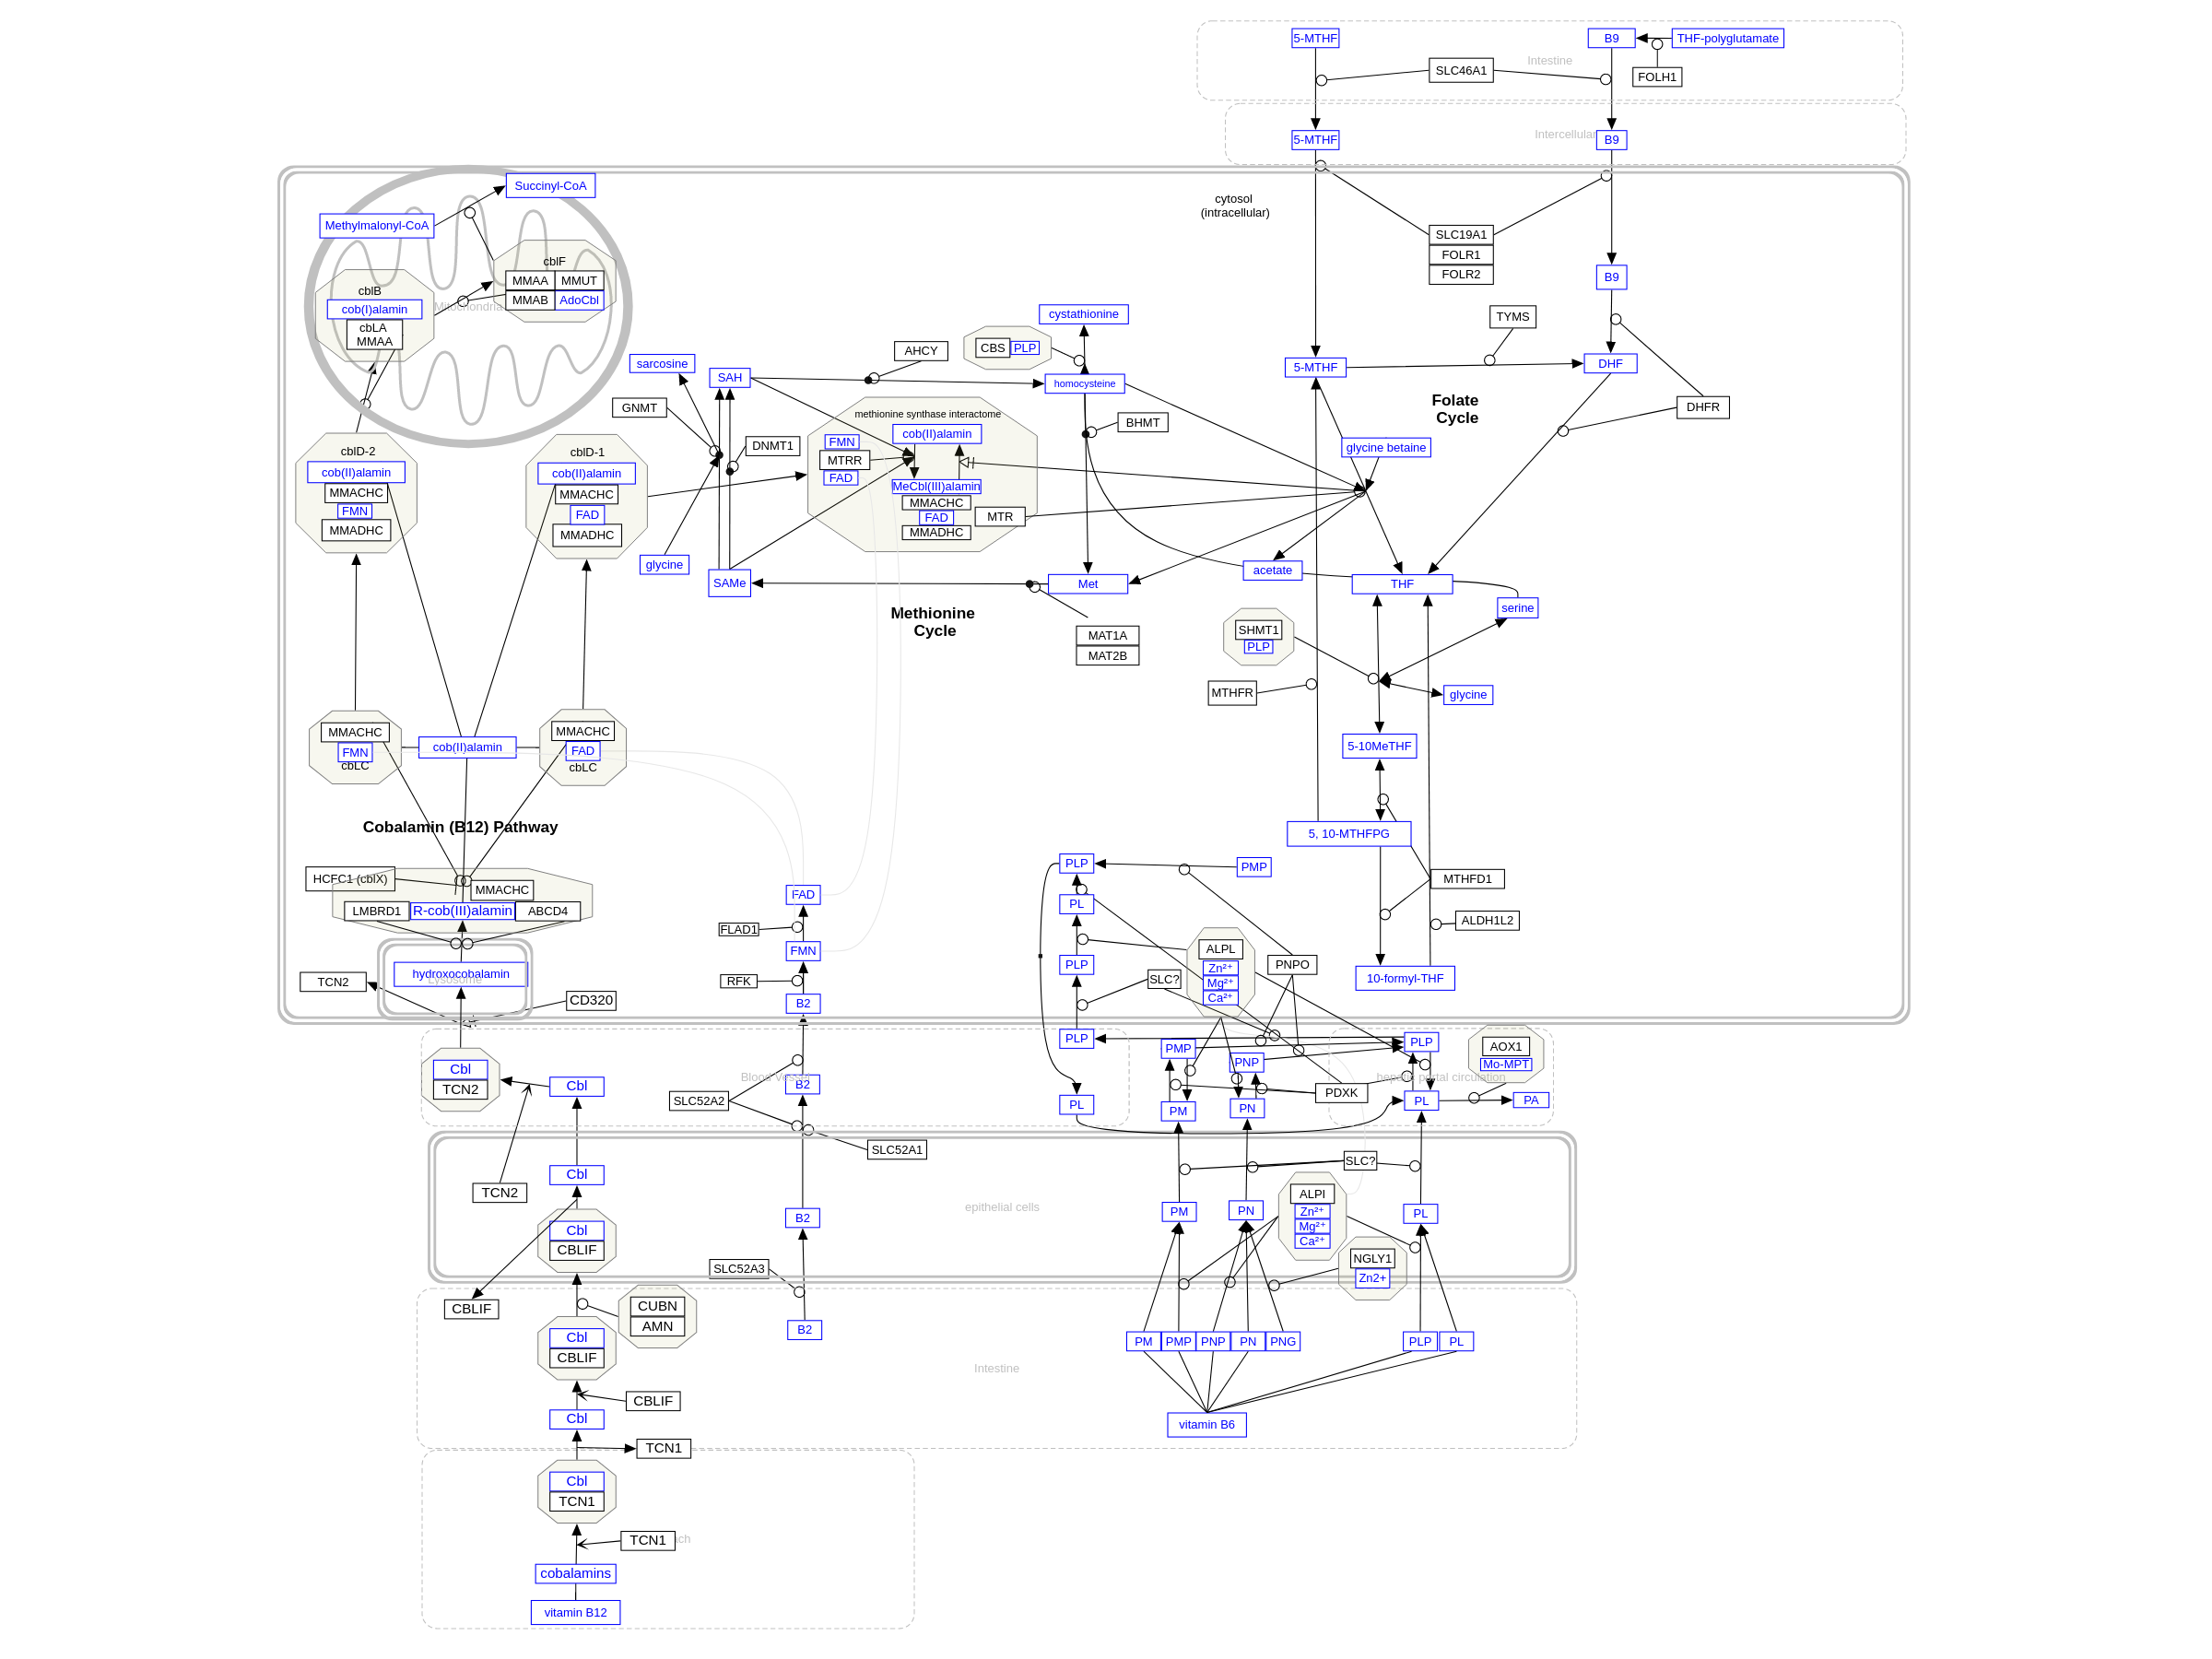 5-MTHF
B9
THF-polyglutamate
Intestine
SLC46A1
FOLH1
5-MTHF
Intercellular
B9
Succinyl-CoA
Methylmalonyl-CoA
cytosol
(intracellular)
SLC19A1
FOLR1
FOLR2
B9
cblF
MMAA
MMUT
MMAB
AdoCbl
cblB
cob(I)alamin
cbLA
MMAA
Mitochondria
cystathionine
TYMS
AHCY
CBS
PLP
sarcosine
SAH
homocysteine
5-MTHF
DHF
GNMT
DNMT1
BHMT
Folate
Cycle
DHFR
methionine synthase interactome
cob(II)alamin
FMN
MTRR
FAD
MeCbl(III)alamin
MMACHC
FAD
MMADHC
MTR
glycine betaine
cblD-2
cob(II)alamin
MMACHC
FMN
MMADHC
cblD-1
cob(II)alamin
MMACHC
FAD
MMADHC
glycine
SAMe
Met
acetate
THF
serine
Methionine
Cycle
MAT1A
MAT2B
SHMT1
PLP
MTHFR
glycine
MMACHC
FMN
cbLC
cob(II)alamin
MMACHC
FAD
cbLC
5-10MeTHF
Cobalamin (B12) Pathway
5, 10-MTHFPG
HCFC1 (cblX)
MMACHC
LMBRD1
R-cob(III)alamin
ABCD4
PLP
PMP
MTHFD1
FAD
PL
ALDH1L2
FLAD1
FMN
ALPL
Zn²⁺
Mg²⁺
Ca²⁺
PNPO
PLP
SLC?
10-formyl-THF
hydroxocobalamin
Lysosome
TCN2
CD320
RFK
B2
PLP
PMP
PNP
PLP
AOX1
Mo-MPT
Cbl
TCN2
Cbl
Blood Vessel
B2
SLC52A2
PL
PM
PN
PDXK
hepatic portal circulation
PL
PA
SLC52A1
SLC?
Cbl
TCN2
epithelial cells
B2
PM
PN
ALPI
Zn²⁺
Mg²⁺
Ca²⁺
PL
Cbl
CBLIF
SLC52A3
NGLY1
Zn2+
CBLIF
CUBN
AMN
B2
Cbl
CBLIF
PM
PMP
PNP
PN
PNG
PLP
PL
Intestine
CBLIF
Cbl
vitamin B6
TCN1
Cbl
TCN1
TCN1
ach
cobalamins
vitamin B12